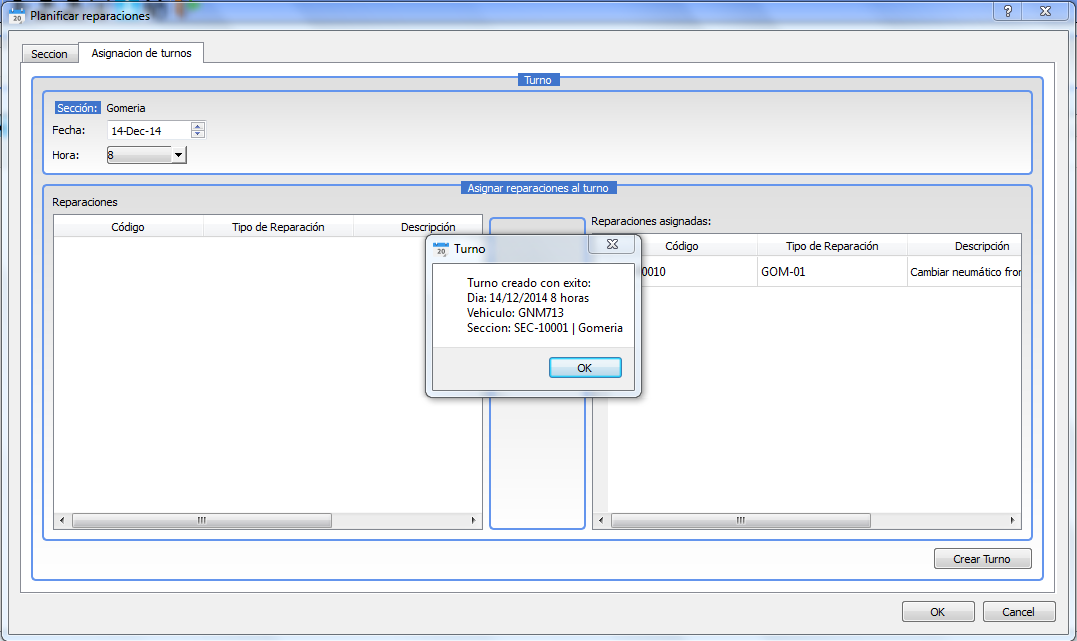 Planificar reparaciones
Seccion
Asignacion de turnos
Turno
Sección: Gomeria
Fecha: 14-Dec-14
Hora: 8
Asignar reparaciones al turno
Reparaciones
Código Tipo de Reparación Descripción
Reparaciones asignadas:
Código Tipo de Reparación Descripción
0010 GOM-01 Cambiar neumático fron
Turno
Turno creado con exito:
Dia: 14/12/2014 8 horas
Vehiculo: GNM713
Seccion: SEC-10001 | Gomeria
OK
Crear Turno
OK Cancel